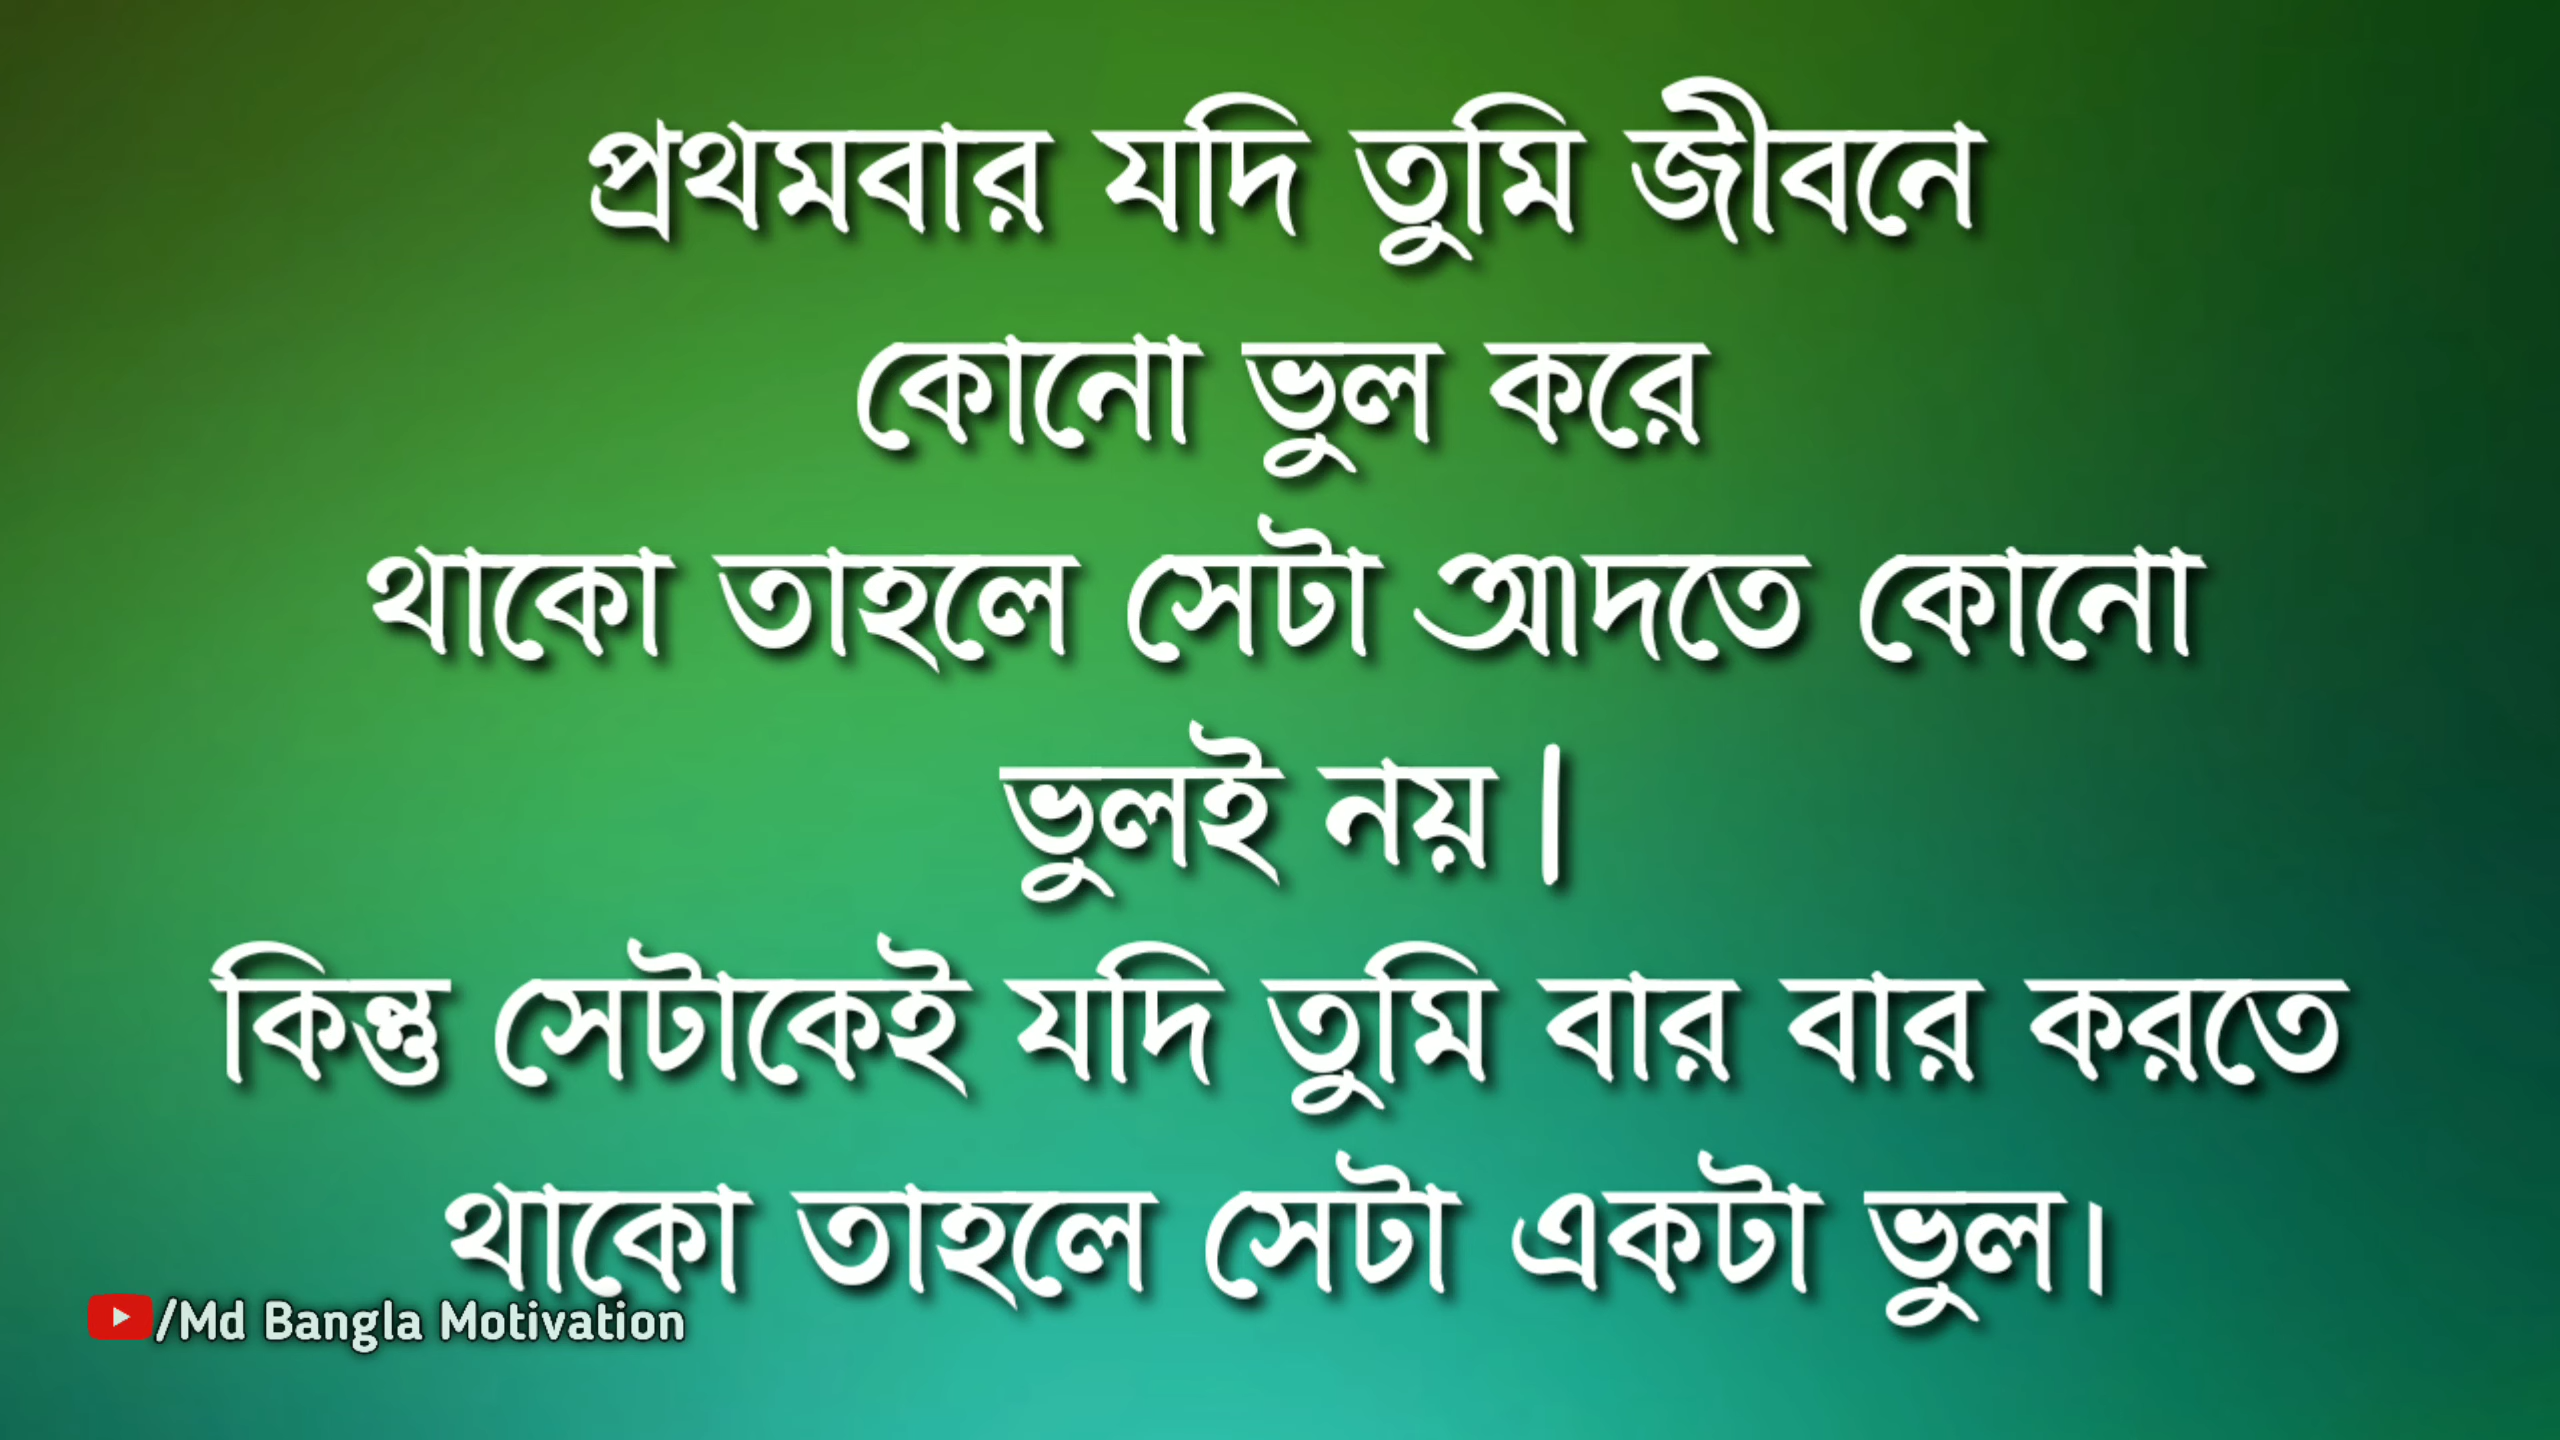 প্রথমবার যদি তুমি জীবনে
কোনো ভুল করে
থাকো তাহলে সেটা আদতে কোনো
ভুলই নয় |
কিন্তু সেটাকেই যদি তুমি বার বার করতে
থাকো তাহলে সেটা একটা ভুল।
/Md Bangla Motivation